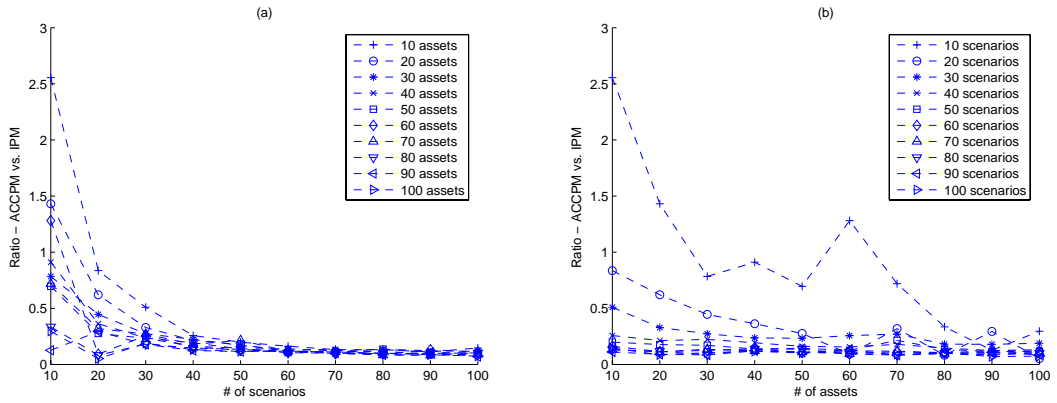 (a)
Ratio − ACCPM vs. IPM
3
2.5
2
1.5
1
0.5
0
10 20 30 40 50 60 70 80 90 100
# of scenarios
10 assets
20 assets
30 assets
40 assets
50 assets
60 assets
70 assets
80 assets
90 assets
100 assets
(b)
Ratio − ACCPM vs. IPM
3
2.5
2
1.5
1
0.5
0
10 20 30 40 50 60 70 80 90 100
# of assets
10 scenarios
20 scenarios
30 scenarios
40 scenarios
50 scenarios
60 scenarios
70 scenarios
80 scenarios
90 scenarios
100 scenarios